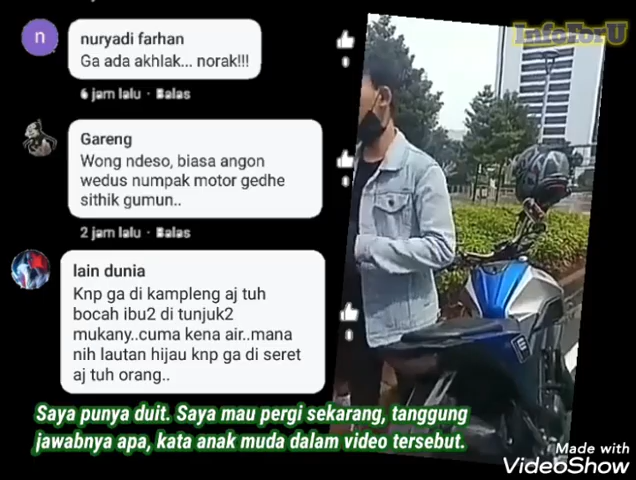 InfoForU
n
nuryadi farhan
Ga ada akhlak... norak!!!
6 jam lalu · Balas
Gareng
Wong ndeso, biasa angon
wedus numpak motor gedhe
sithik gumun..
2 jam lalu · Balas
lain dunia
Knp ga di kampleng aj tuh
bocah ibu2 di tunjuk2
mukany..cuma kena air..mana
nih lautan hijau knp ga di seret
aj tuh orang..
Saya punya duit. Saya mau pergi sekarang, tanggung
jawabnya apa, kata anak muda dalam video tersebut.
Made with
VideoShow